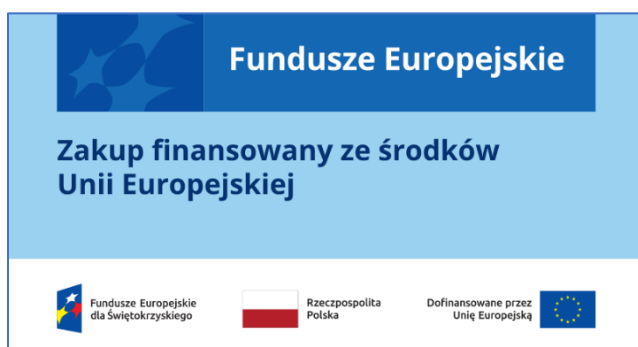 Fundusze Europejskie
Zakup finansowany ze środków
Unii Europejskiej
Fundusze Europejskie
dla Świętokrzyskiego
Rzeczpospolita
Polska
Dofinansowane przez
Unię Europejską